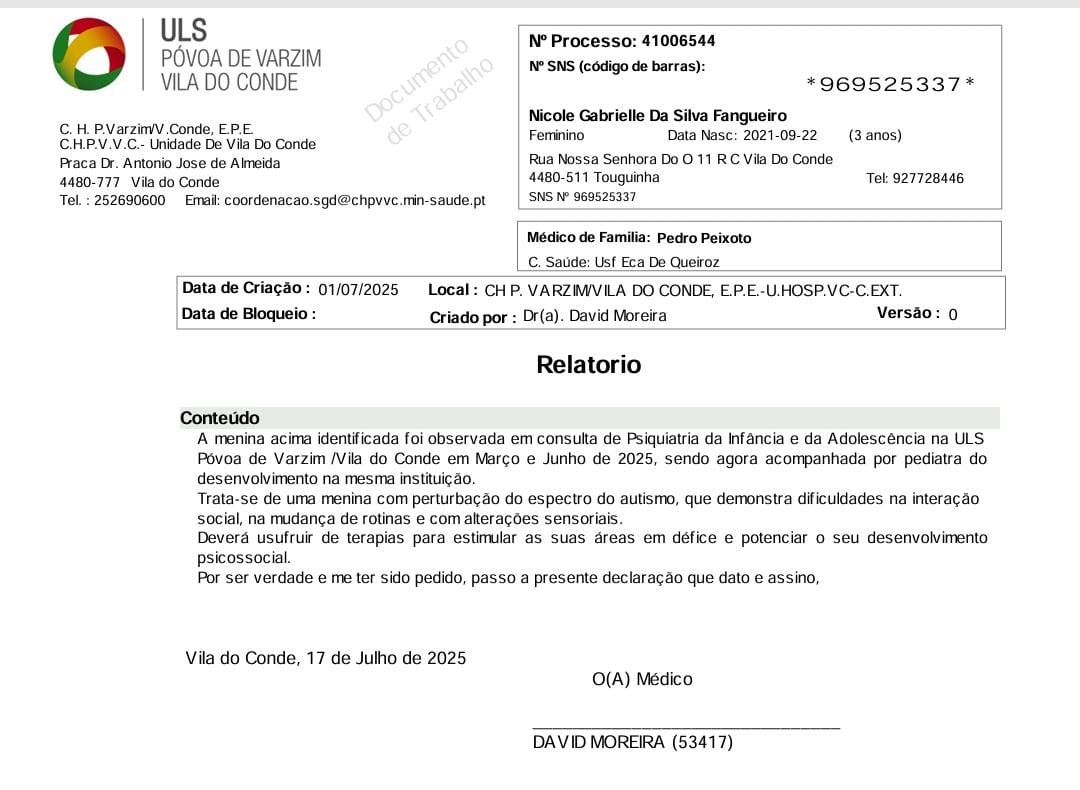 ULS
PÓVOA DE VARZIM
VILA DO CONDE
Documento
de Trabalho
C. H. P.Varzim/V.Conde, E.P.E.
C.H.P.V.V.C.- Unidade De Vila Do Conde
Praca Dr. Antonio Jose de Almeida
4480-777 Vila do Conde
Tel. : 252690600 Email: coordenacao.sgd@chpvvc.min-saude.pt
Nº Processo: 41006544
Nº SNS (código de barras):
*969525337*
Nicole Gabrielle Da Silva Fangueiro
Feminino Data Nasc: 2021-09-22 (3 anos)
Rua Nossa Senhora Do O 11 R C Vila Do Conde
4480-511 Touguinha Tel: 927728446
SNS Nº 969525337
Médico de Familia: Pedro Peixoto
C. Saúde: Usf Eca De Queiroz
Data de Criação : 01/07/2025 Local : CH P. VARZIM/VILA DO CONDE, E.P.E.-U.HOSP.VC-C.EXT.
Data de Bloqueio : Criado por : Dr(a). David Moreira Versão : 0
Relatorio
Conteúdo
A menina acima identificada foi observada em consulta de Psiquiatria da Infância e da Adolescência na ULS
Póvoa de Varzim /Vila do Conde em Março e Junho de 2025, sendo agora acompanhada por pediatra do
desenvolvimento na mesma instituição.
Trata-se de uma menina com perturbação do espectro do autismo, que demonstra dificuldades na interação
social, na mudança de rotinas e com alterações sensoriais.
Deverá usufruir de terapias para estimular as suas áreas em défice e potenciar o seu desenvolvimento
psicossocial.
Por ser verdade e me ter sido pedido, passo a presente declaração que dato e assino,
Vila do Conde, 17 de Julho de 2025
O(A) Médico
DAVID MOREIRA (53417)